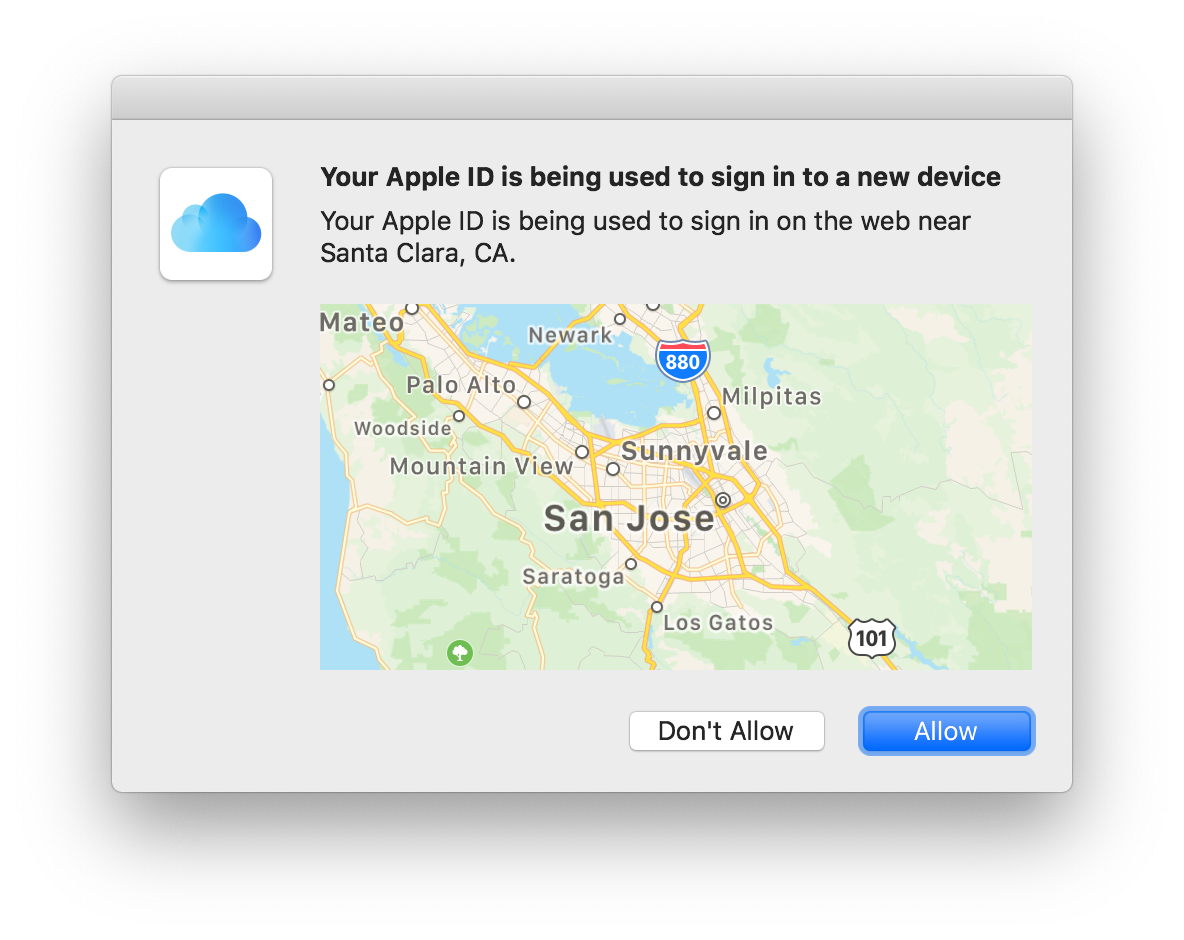 Your Apple ID is being used to sign in to a new device
Your Apple ID is being used to sign in on the web near
Santa Clara, CA.
Mateo
Newark
880
Palo Alto
Milpitas
Woodside
Sunnyvale
Mountain View
San Jose
Saratoga
Los Gatos
101
Don't Allow
Allow